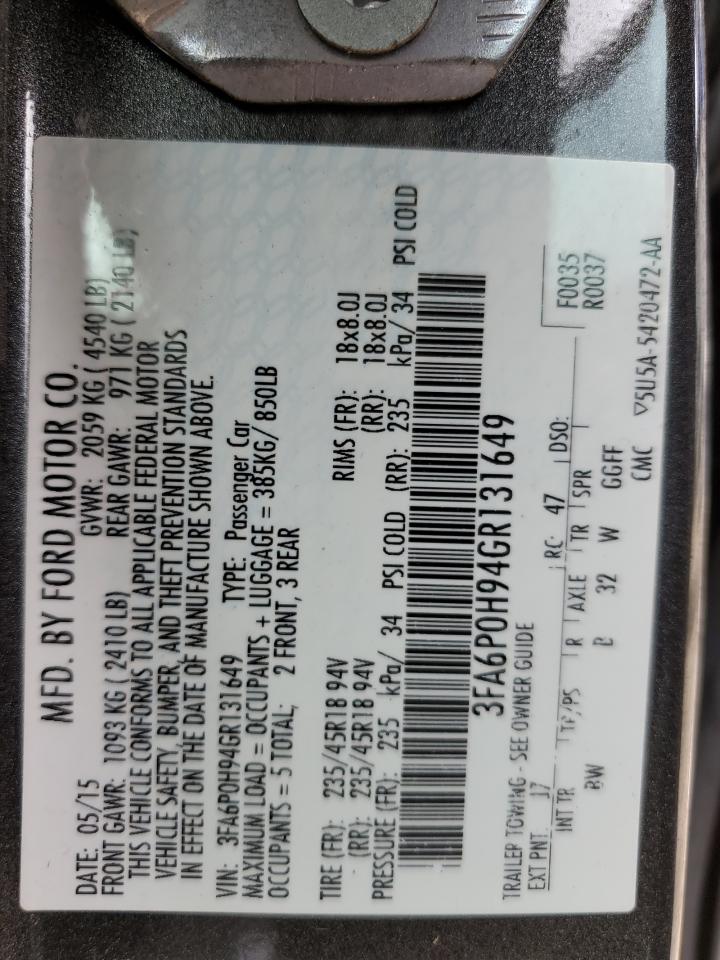 MFD. BY FORD MOTOR CO.
DATE: 05/15 GVWR: 2059 KG ( 4540 LB)
FRONT GAWR: 1093 KG ( 2410 LB) REAR GAWR: 971 KG ( 2140 LB)
THIS VEHICLE CONFORMS TO ALL APPLICABLE FEDERAL MOTOR
VEHICLE SAFETY, BUMPER, AND THEFT PREVENTION STANDARDS
IN EFFECT ON THE DATE OF MANUFACTURE SHOWN ABOVE.
VIN: 3FA6P0H94GR131649 TYPE: Passenger Car
MAXIMUM LOAD = OCCUPANTS + LUGGAGE = 385KG/ 850LB
OCCUPANTS = 5 TOTAL; 2 FRONT, 3 REAR
TIRE (FR): 235/45R18 94V RIMS (FR): 18x8.0J
(RR): 235/45R18 94V (RR): 18x8.0J
PRESSURE (FR): 235 kPa/ 34 PSI COLD (RR): 235 kPa/ 34 PSI COLD
3FA6P0H94GR131649
TRAILER TOWING - SEE OWNER GUIDE
F0035
R0037
EXT PNT: J7 RC: 47 DSO:
INT TR TP/PS R AXLE TR SPR
BW B 32 W GGFF
CMC ▽5U5A-5420472-AA